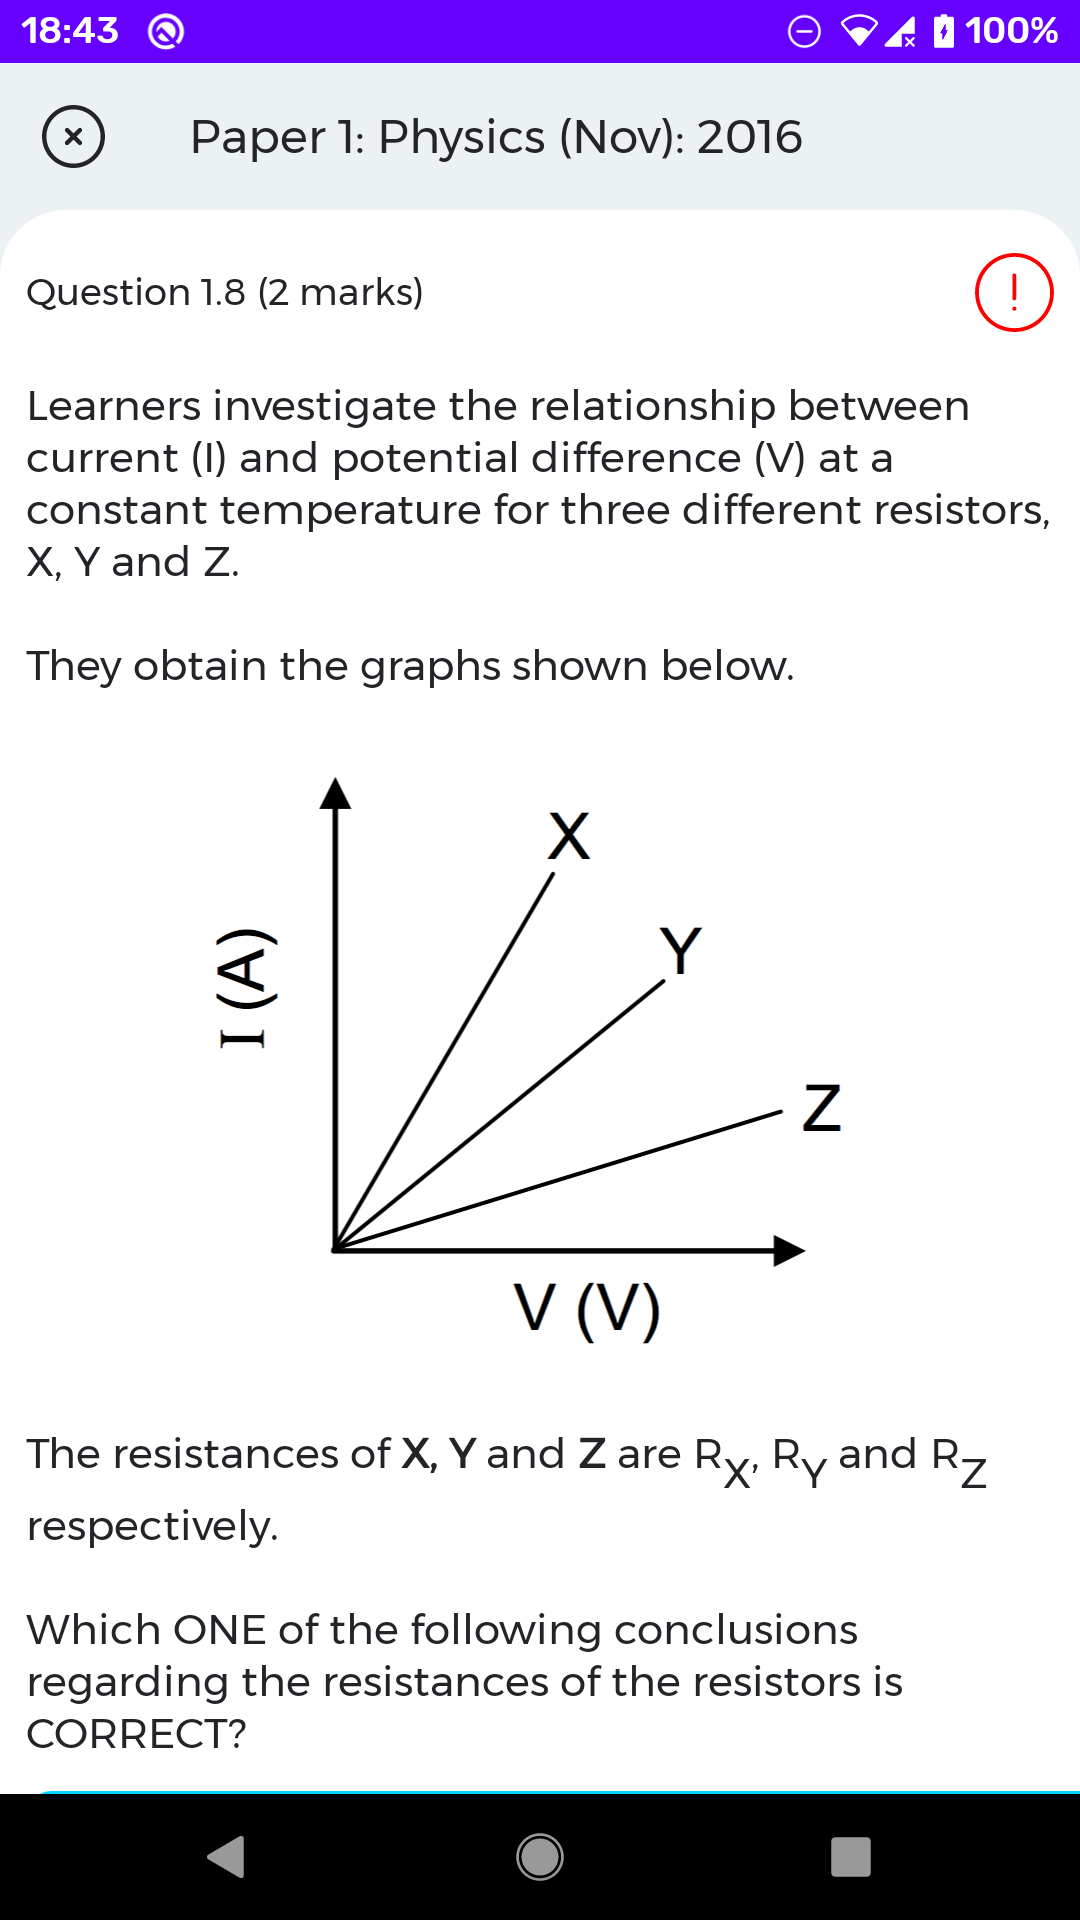 18:43 100%
Paper 1: Physics (Nov): 2016
Question 1.8 (2 marks)
Learners investigate the relationship between
current (I) and potential difference (V) at a
constant temperature for three different resistors,
X, Y and Z.
They obtain the graphs shown below.
X
Y
I (A)
Z
V (V)
The resistances of X, Y and Z are RX, RY and RZ
respectively.
Which ONE of the following conclusions
regarding the resistances of the resistors is
CORRECT?